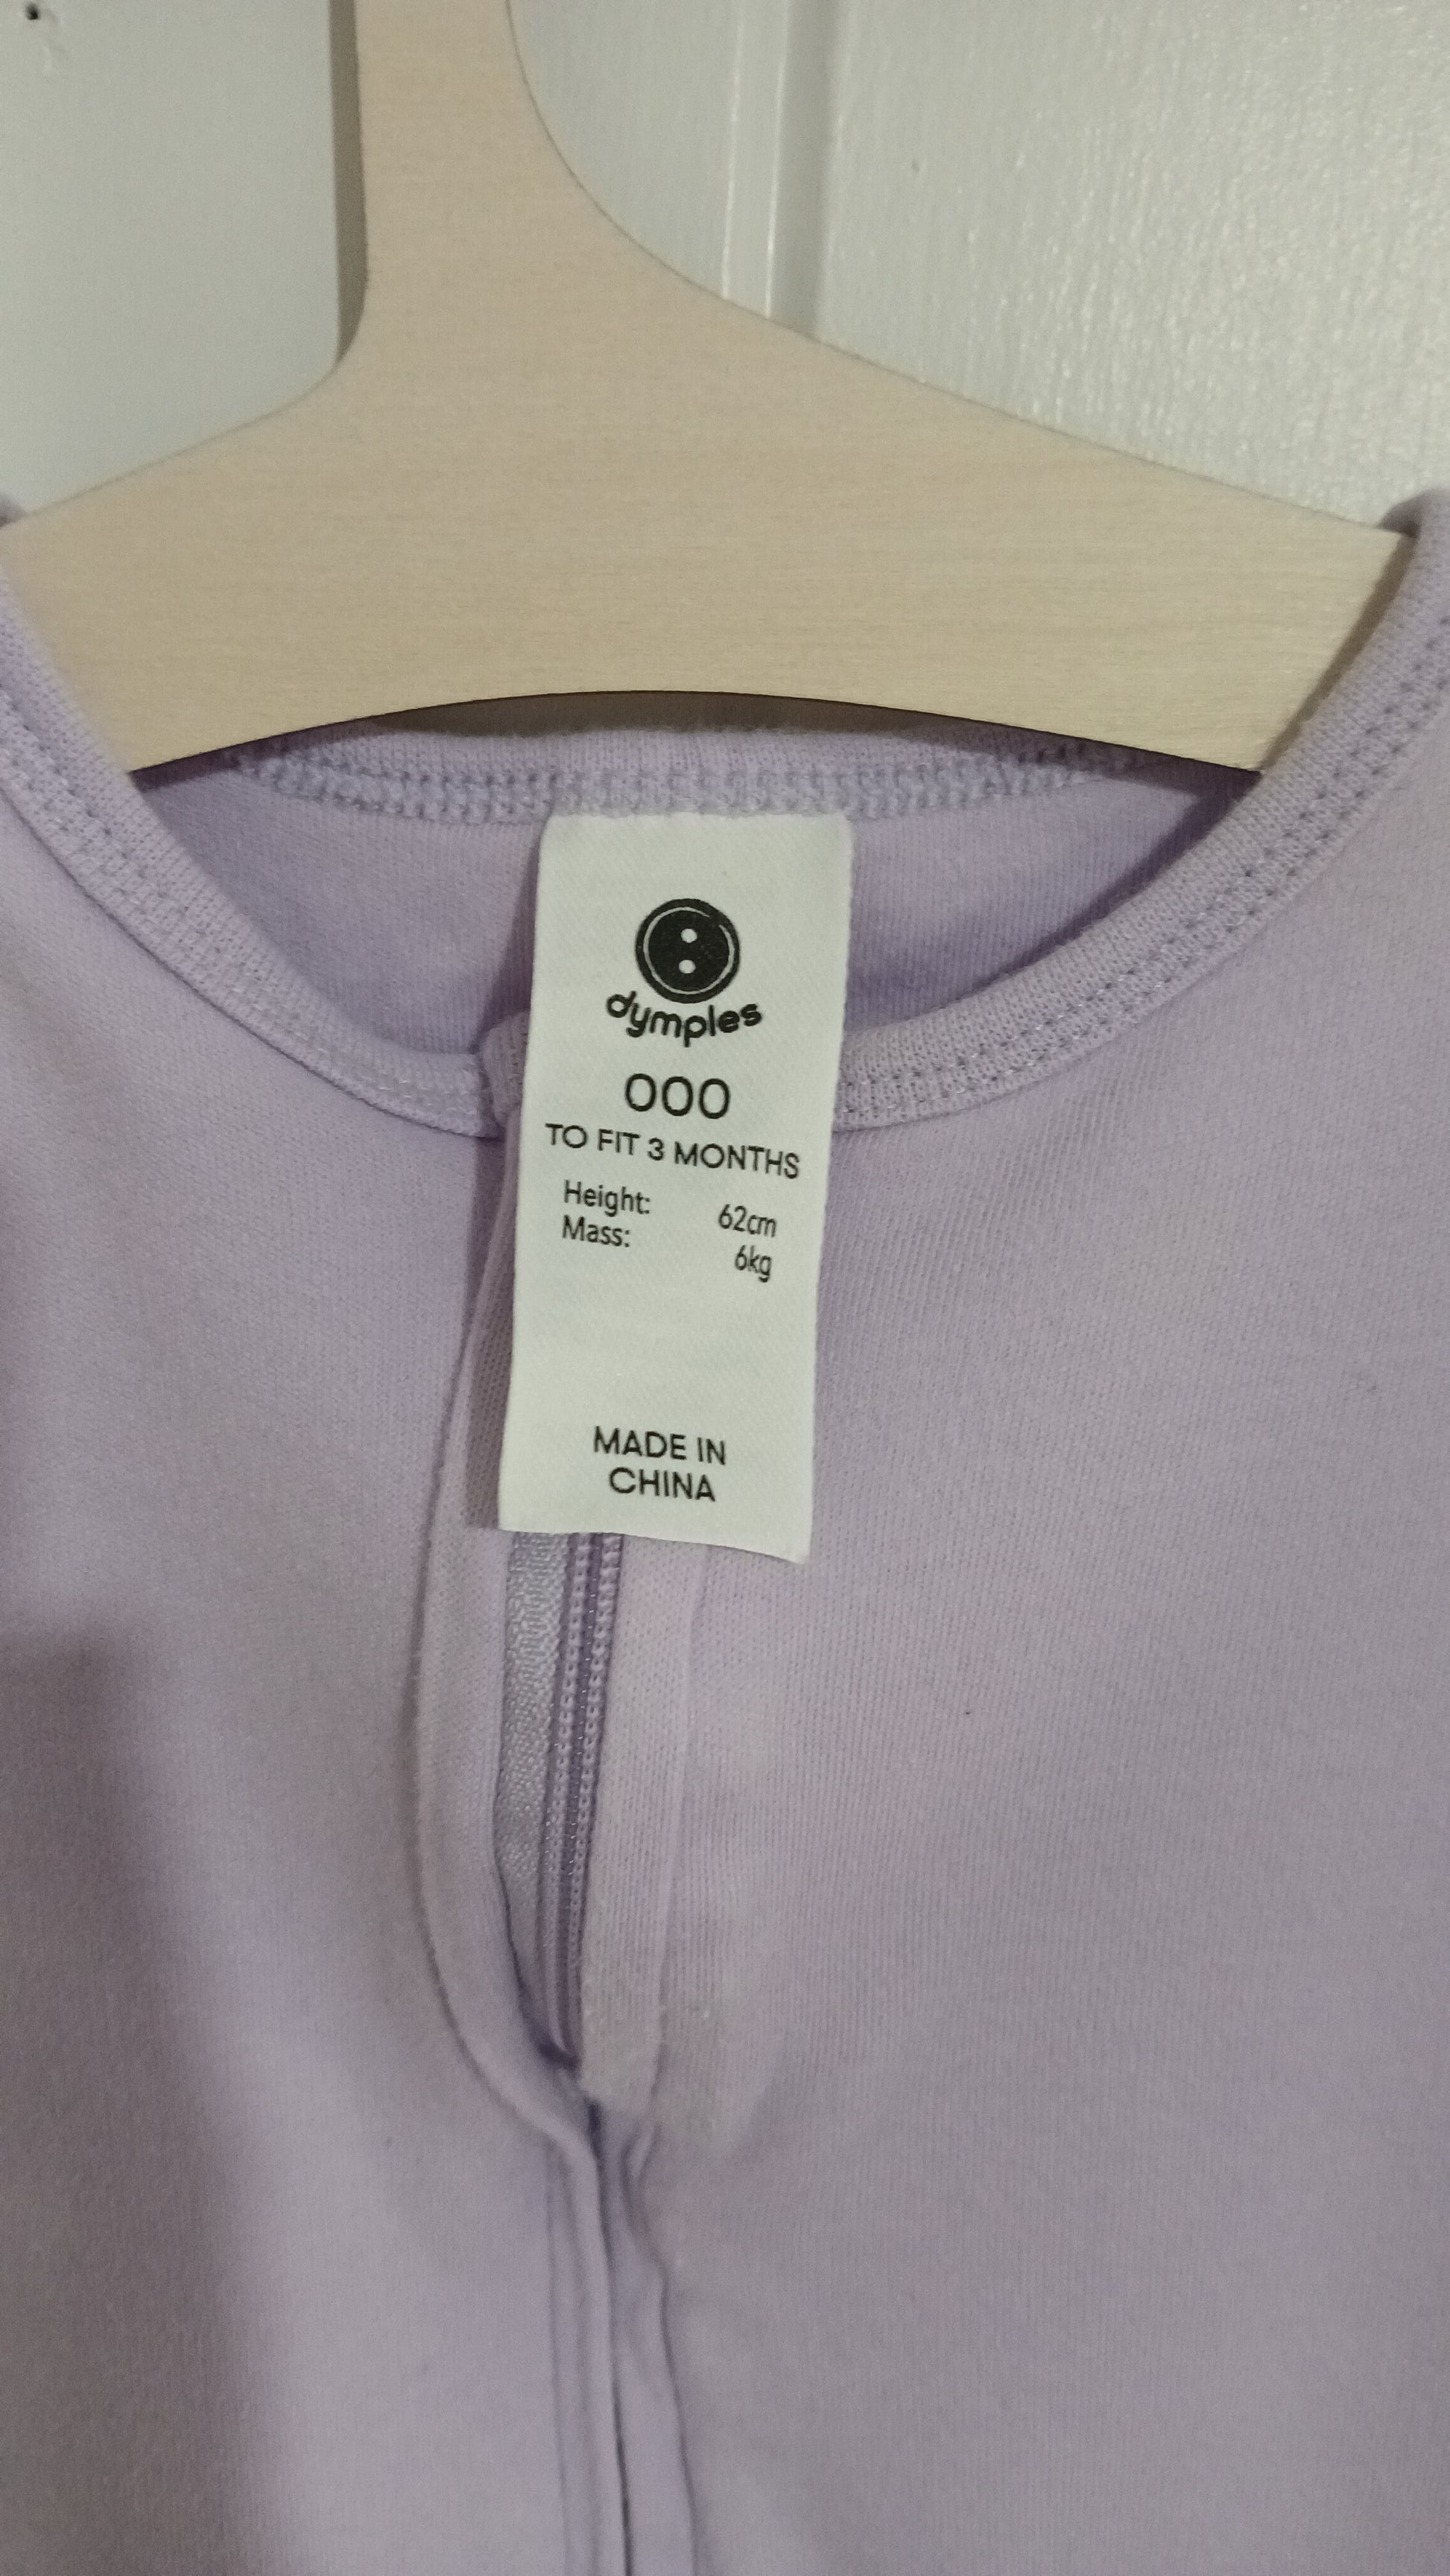 dymples
000
TO FIT 3 MONTHS
Height: 62cm
Mass: 6kg
MADE IN
CHINA